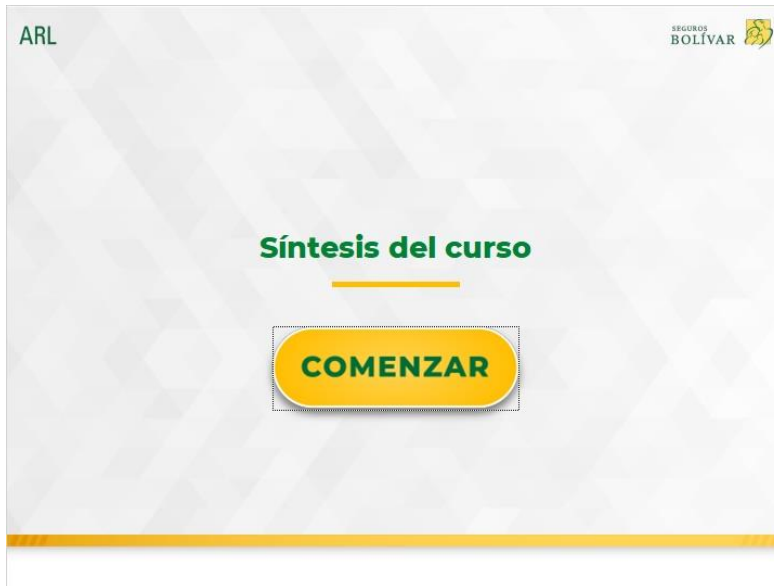 ARL
SEGUROS
BOLÍVAR
Síntesis del curso
COMENZAR